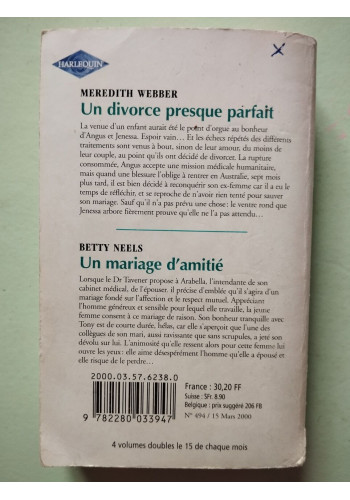 HARLEQUIN
MEREDITH WEBBER
Un divorce presque parfait
La venue d'un enfant aurait été le point d'orgue au bonheur
d'Angus et Jenessa. Espoir vain... Et les échecs répétés des différents
traitements sont venus à bout, sinon de leur amour, du moins de
leur couple, au point qu'ils ont décidé de divorcer. La rupture
consommée, Angus accepte une mission médicale humanitaire,
mais quand une blessure l'oblige à rentrer en Australie, sept mois
plus tard, il est bien décidé à reconquérir son ex-femme car il a eu le
temps de réfléchir, et se reproche de n'avoir rien tenté pour sauver
son mariage. Sauf qu'il n'a pas prévu une chose : le ventre rond que
Jenessa arbore fièrement prouve qu'elle ne l'a pas attendu...
BETTY NEELS
Un mariage d'amitié
Lorsque le Dr Tavener propose à Arabella, l'intendante de son
cabinet médical, de l'épouser, il précise d'emblée qu'il s'agira d'un
mariage fondé sur l'affection et le respect mutuel. Appréciant
l'homme généreux et sensible pour lequel elle travaille, la jeune
femme consent à ce mariage de raison. Son bonheur tranquille avec
Tony est de courte durée, hélas, car elle s'aperçoit que l'une des
collègues de son mari, aussi ravissante que sans scrupules, a jeté son
dévolu sur lui. L'animosité qu'elle ressent alors pour cette femme lui
ouvre les yeux : elle aime désespérément l'homme qu'elle a épousé et
elle risque de le perdre...
2000.03.57.6238.0
9 782280 033947
France : 30,20 FF
Suisse : SFr. 8.90
Belgique : prix suggéré 206 FB
N° 494 / 15 Mars 2000
4 volumes doubles le 15 de chaque mois